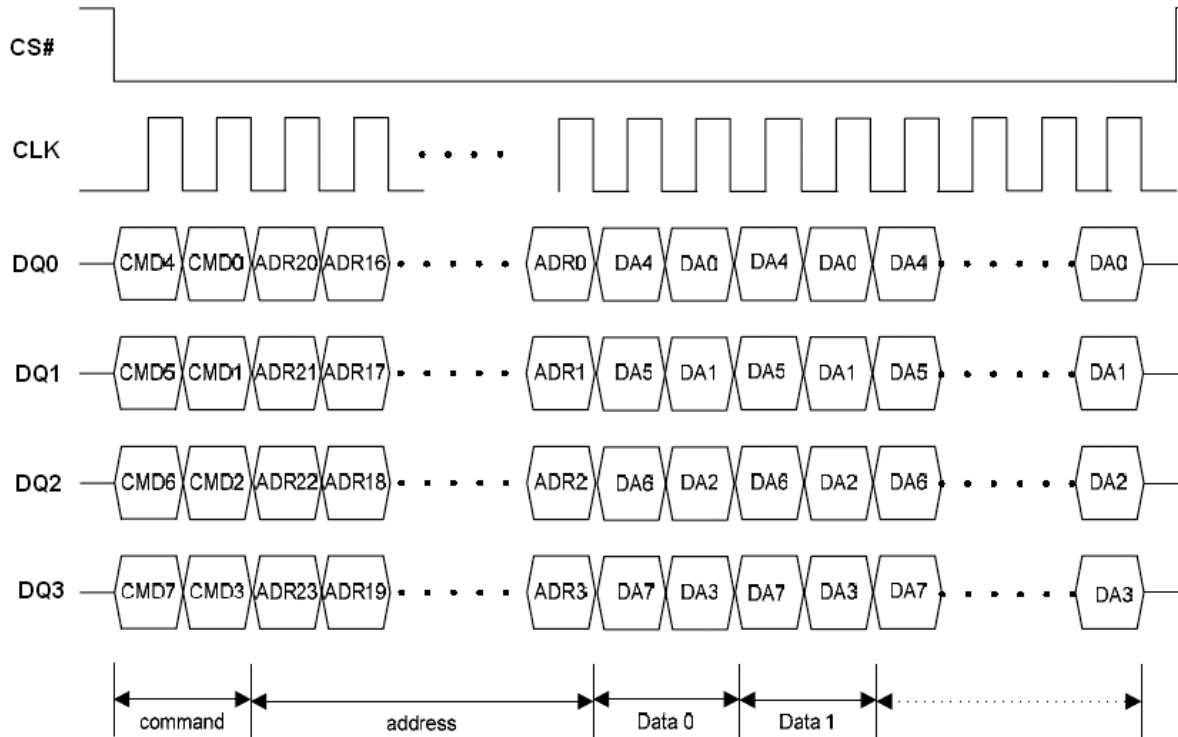 CS#
CLK
DQ0 CMD4 CMD0 ADR20 ADR16 ADR0 DA4 DA0 DA4 DA0 DA4 DA0
DQ1 CMD5 CMD1 ADR21 ADR17 ADR1 DA5 DA1 DA5 DA1 DA5 DA1
DQ2 CMD6 CMD2 ADR22 ADR18 ADR2 DA6 DA2 DA6 DA2 DA6 DA2
DQ3 CMD7 CMD3 ADR23 ADR19 ADR3 DA7 DA3 DA7 DA3 DA7 DA3
command address Data 0 Data 1